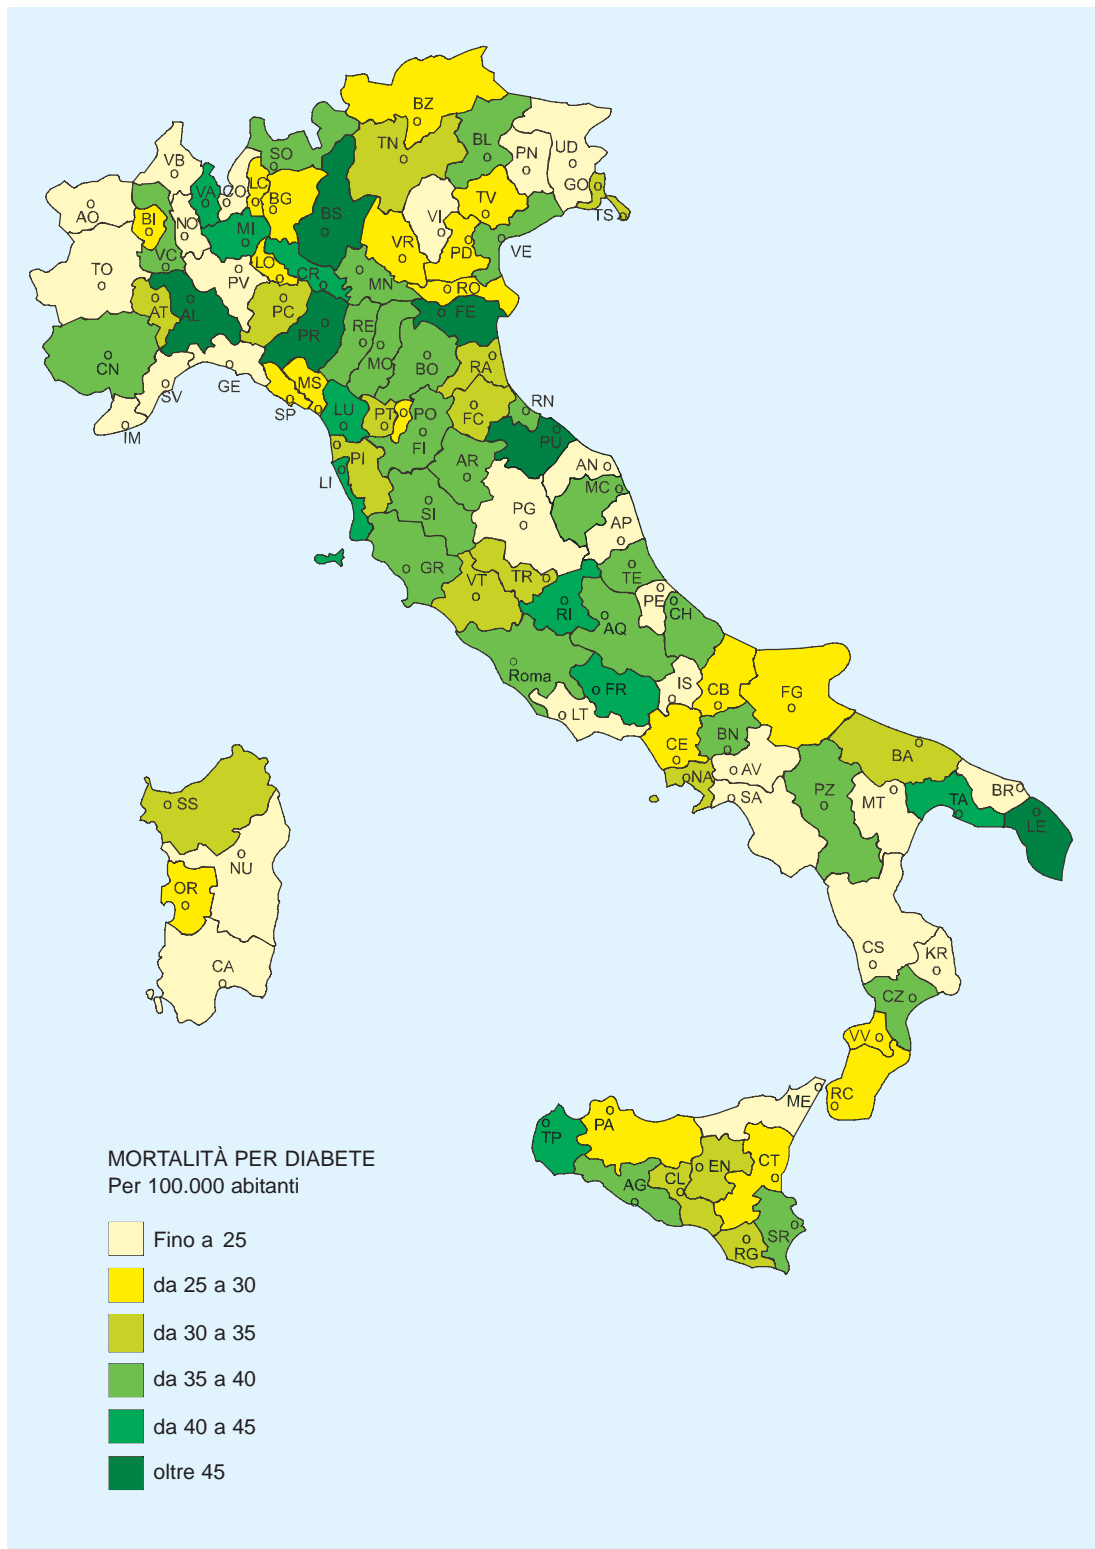 BZ
TN
BL
PN
UD
GO
TS
SO
VB
VA
CO
LC
BG
BS
VI
TV
AO
BI
NO
MI
VR
PD
VE
TO
VC
PV
LO
CR
MN
RO
AT
AL
PC
PR
RE
MO
BO
FE
CN
SV
GE
SP
MS
RA
IM
LU
PT
PO
FI
FC
RN
PU
LI
PI
AR
AN
SI
PG
MC
AP
GR
VT
TR
TE
RI
PE
CH
AQ
Roma
FR
LT
IS
CB
FG
CE
BN
BA
NA
AV
SA
PZ
MT
TA
BR
LE
SS
NU
OR
CA
CS
KR
CZ
VV
RC
ME
TP
PA
EN
CT
AG
CL
RG
SR
MORTALITÀ PER DIABETE
Per 100.000 abitanti
Fino a 25
da 25 a 30
da 30 a 35
da 35 a 40
da 40 a 45
oltre 45